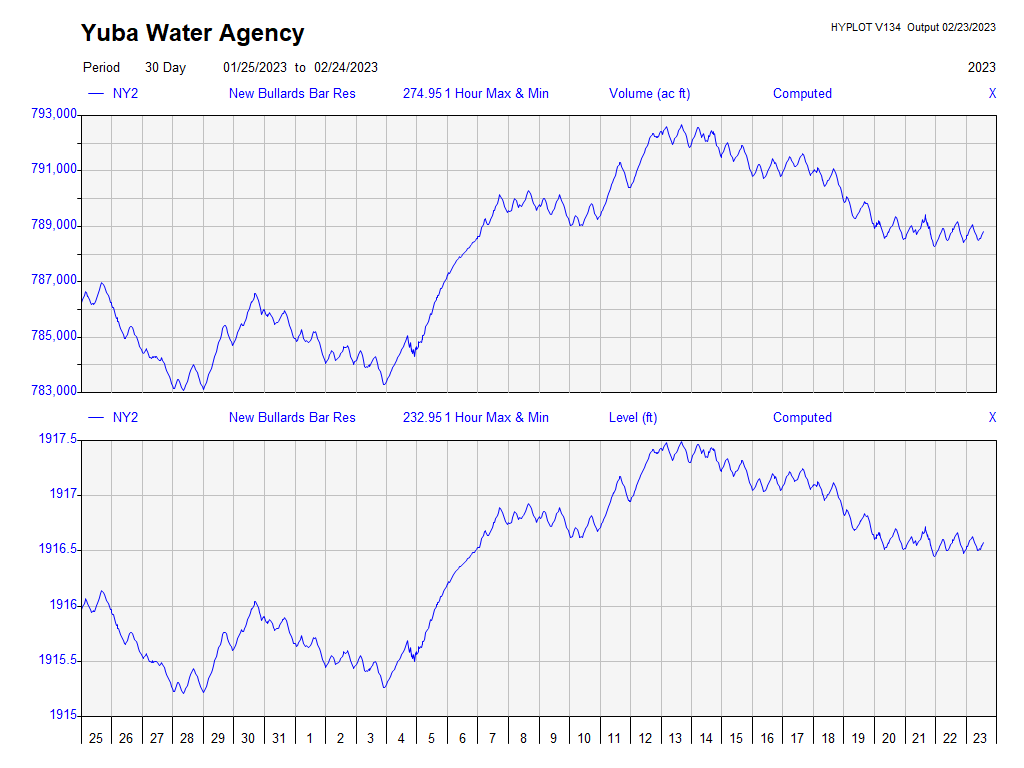 Yuba Water Agency
HYPLOT V134 Output 02/23/2023
Period 30 Day 01/25/2023 to 02/24/2023 2023
NY2 New Bullards Bar Res 274.95 1 Hour Max & Min Volume (ac ft) Computed X
793,000
791,000
789,000
787,000
785,000
783,000
NY2 New Bullards Bar Res 232.95 1 Hour Max & Min Level (ft) Computed X
1917.5
1917
1916.5
1916
1915.5
1915
25 26 27 28 29 30 31 1 2 3 4 5 6 7 8 9 10 11 12 13 14 15 16 17 18 19 20 21 22 23